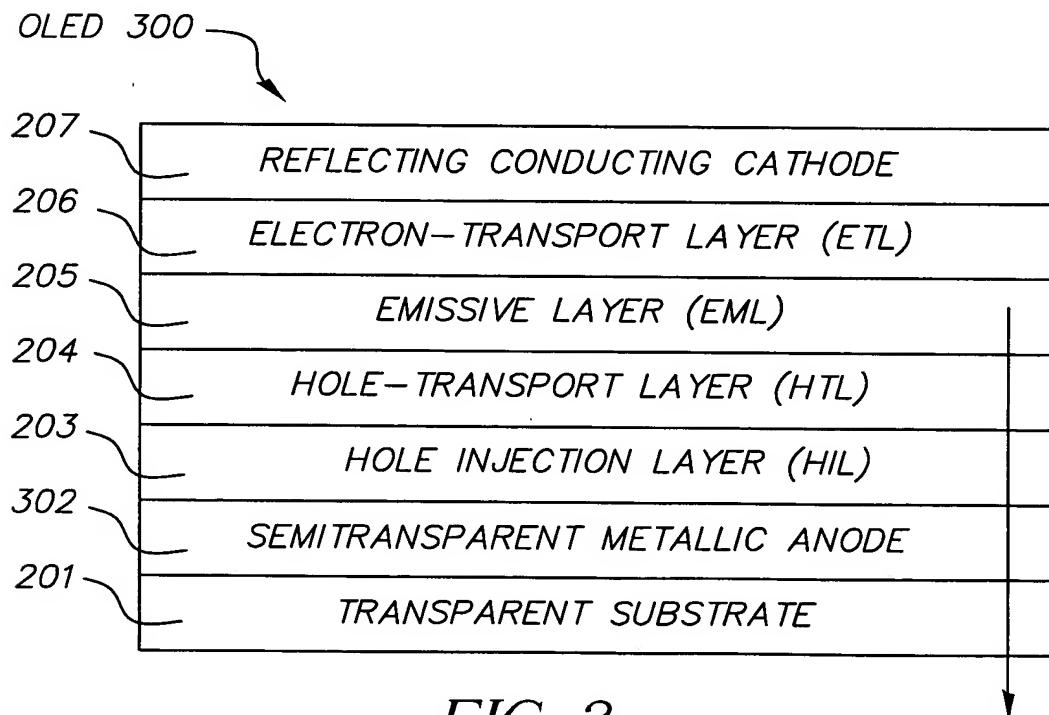 OLED 300
207 REFLECTING CONDUCTING CATHODE
206 ELECTRON-TRANSPORT LAYER (ETL)
205 EMISSIVE LAYER (EML)
204 HOLE-TRANSPORT LAYER (HTL)
203 HOLE INJECTION LAYER (HIL)
302 SEMITRANSPARENT METALLIC ANODE
201 TRANSPARENT SUBSTRATE